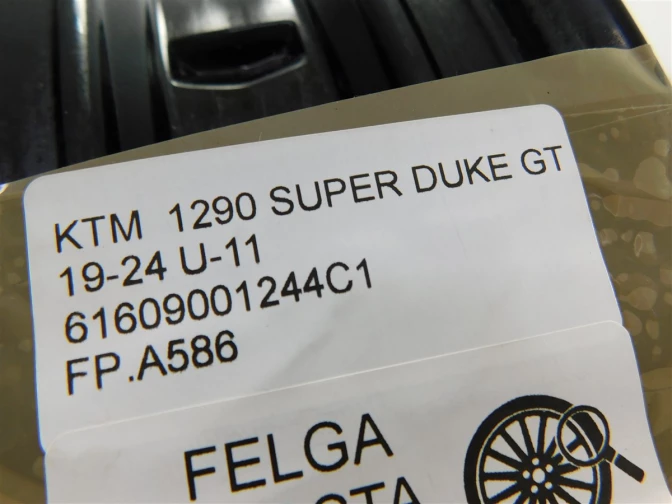 KTM 1290 SUPER DUKE GT
19-24 U-11
61609001244C1
FP.A586
FELGA